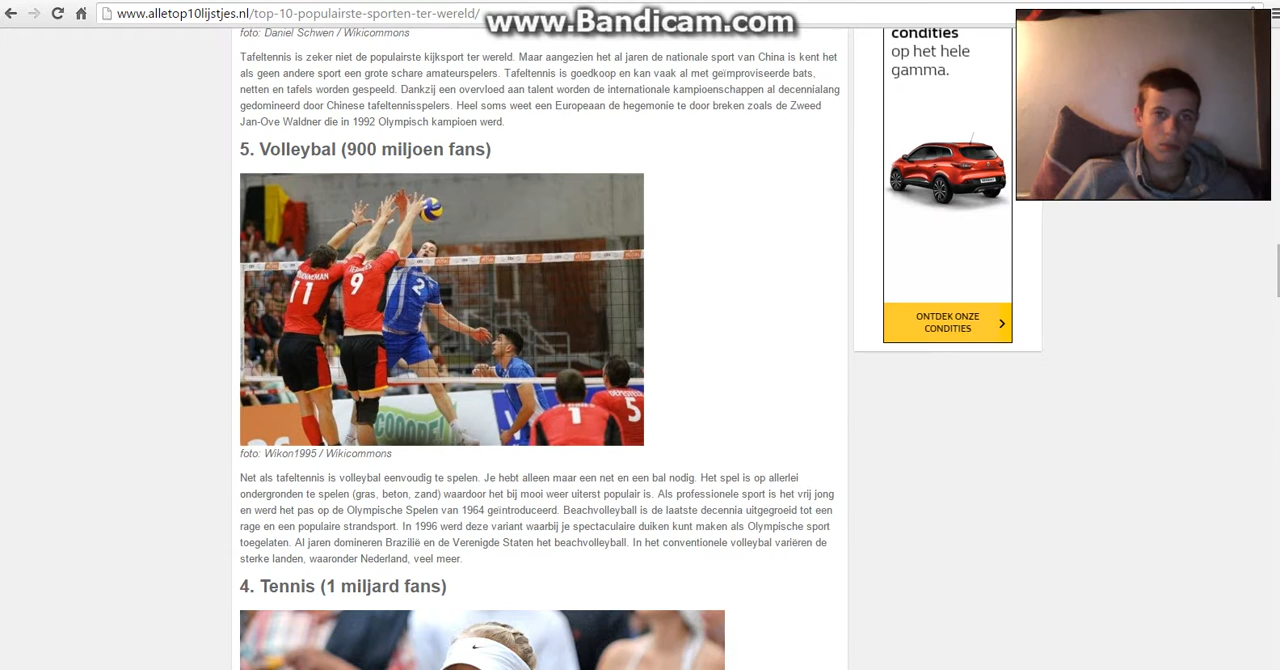 www.alletop10lijstjes.nl/top-10-populairste-sporten-ter-wereld/
www.Bandicam.com
foto: Daniel Schwen / Wikicommons
Tafeltennis is zeker niet de populairste kijksport ter wereld. Maar aangezien het al jaren de nationale sport van China is kent het
als geen andere sport een grote schare amateurspelers. Tafeltennis is goedkoop en kan vaak al met geïmproviseerde bats,
netten en tafels worden gespeeld. Dankzij een overvloed aan talent worden de internationale kampioenschappen al decennialang
gedomineerd door Chinese tafeltennisspelers. Heel soms weet een Europeaan de hegemonie te door breken zoals de Zweed
Jan-Ove Waldner die in 1992 Olympisch kampioen werd.
5. Volleybal (900 miljoen fans)
11
9
2
1
5
COOOPE!
foto: Wikon1995 / Wikicommons
Net als tafeltennis is volleybal eenvoudig te spelen. Je hebt alleen maar een net en een bal nodig. Het spel is op allerlei
ondergronden te spelen (gras, beton, zand) waardoor het bij mooi weer uiterst populair is. Als professionele sport is het vrij jong
en werd het pas op de Olympische Spelen van 1964 geïntroduceerd. Beachvolleyball is de laatste decennia uitgegroeid tot een
rage en een populaire strandsport. In 1996 werd deze variant waarbij je spectaculaire duiken kunt maken als Olympische sport
toegelaten. Al jaren domineren Brazilië en de Verenigde Staten het beachvolleyball. In het conventionele volleybal variëren de
sterke landen, waaronder Nederland, veel meer.
4. Tennis (1 miljard fans)
condities
op het hele
gamma.
ONTDEK ONZE
CONDITIES